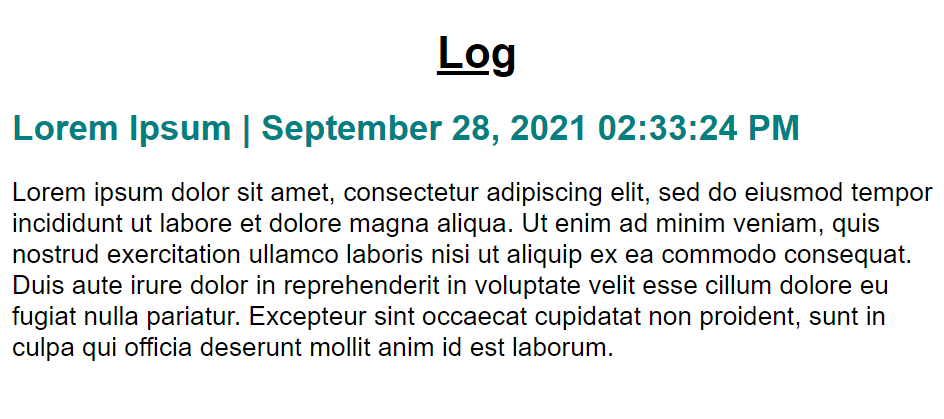 Log
Lorem Ipsum | September 28, 2021 02:33:24 PM
Lorem ipsum dolor sit amet, consectetur adipiscing elit, sed do eiusmod tempor
incididunt ut labore et dolore magna aliqua. Ut enim ad minim veniam, quis
nostrud exercitation ullamco laboris nisi ut aliquip ex ea commodo consequat.
Duis aute irure dolor in reprehenderit in voluptate velit esse cillum dolore eu
fugiat nulla pariatur. Excepteur sint occaecat cupidatat non proident, sunt in
culpa qui officia deserunt mollit anim id est laborum.